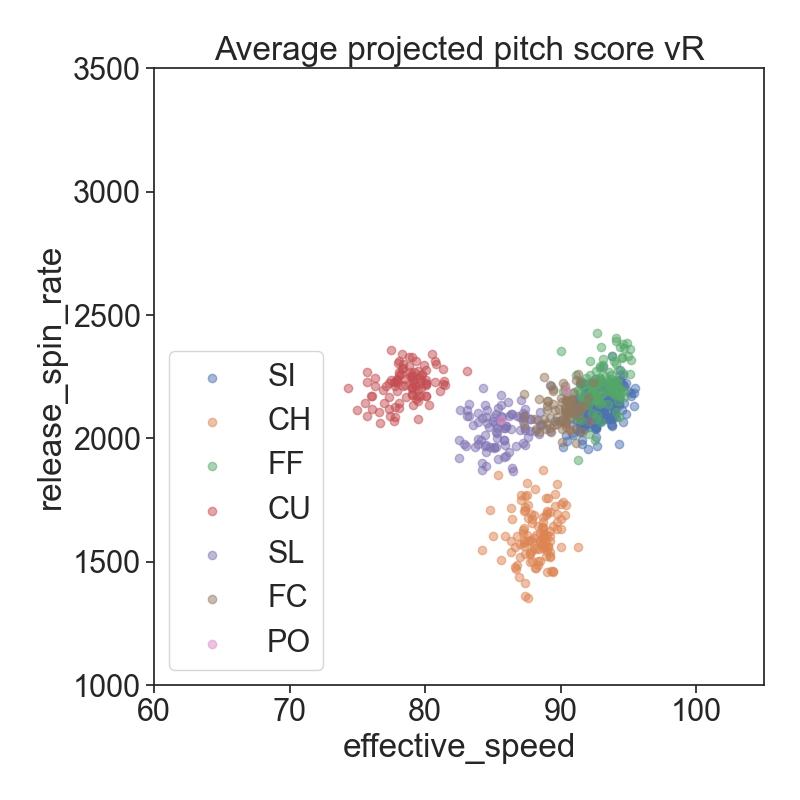 Average projected pitch score vR
release_spin_rate
3500
3000
2500
2000
1500
1000
SI
CH
FF
CU
SL
FC
PO
60
70
80
90
100
effective_speed